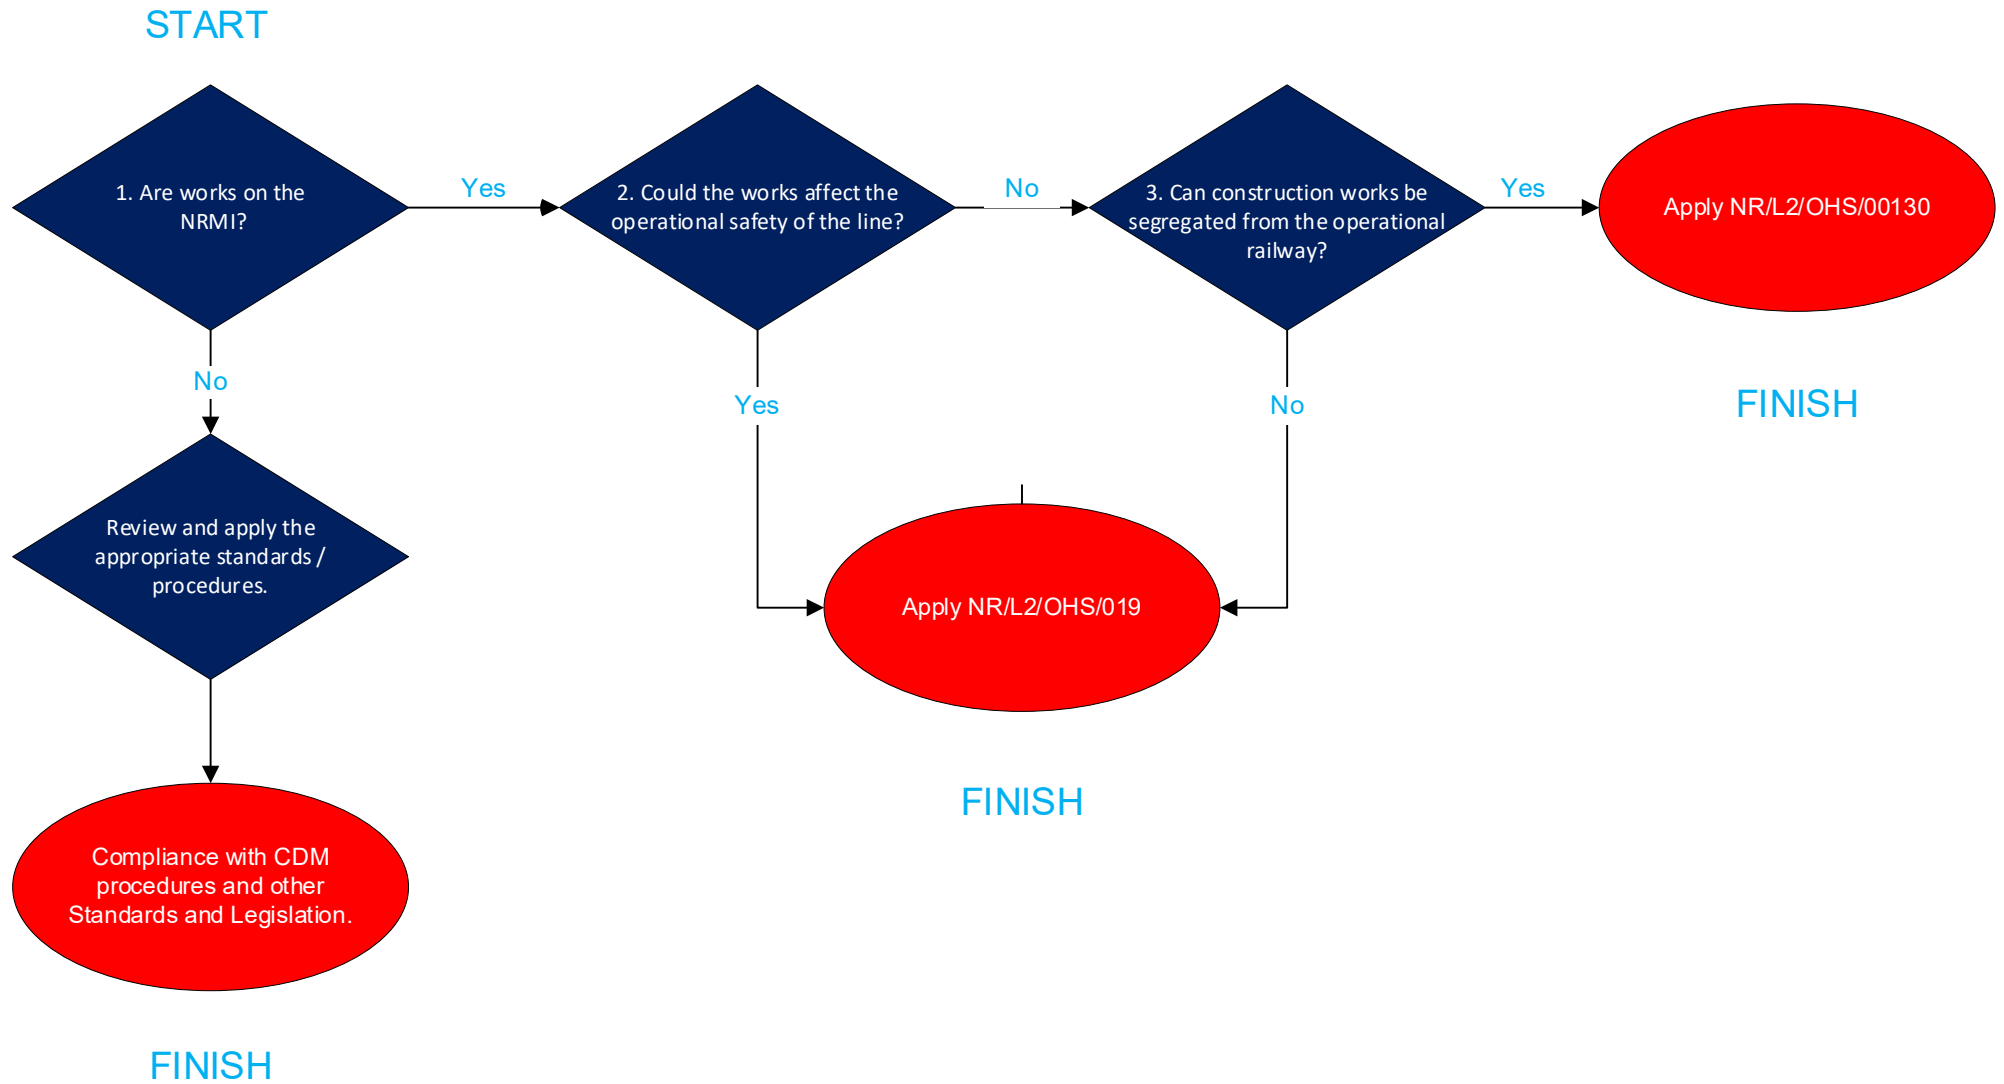 START
1. Are works on the
NRMI?
Yes
2. Could the works affect the
operational safety of the line?
No
3. Can construction works be
segregated from the operational
railway?
Yes
Apply NR/L2/OHS/00130
FINISH
No
Yes
No
Review and apply the
appropriate standards /
procedures.
Apply NR/L2/OHS/019
FINISH
Compliance with CDM
procedures and other
Standards and Legislation.
FINISH